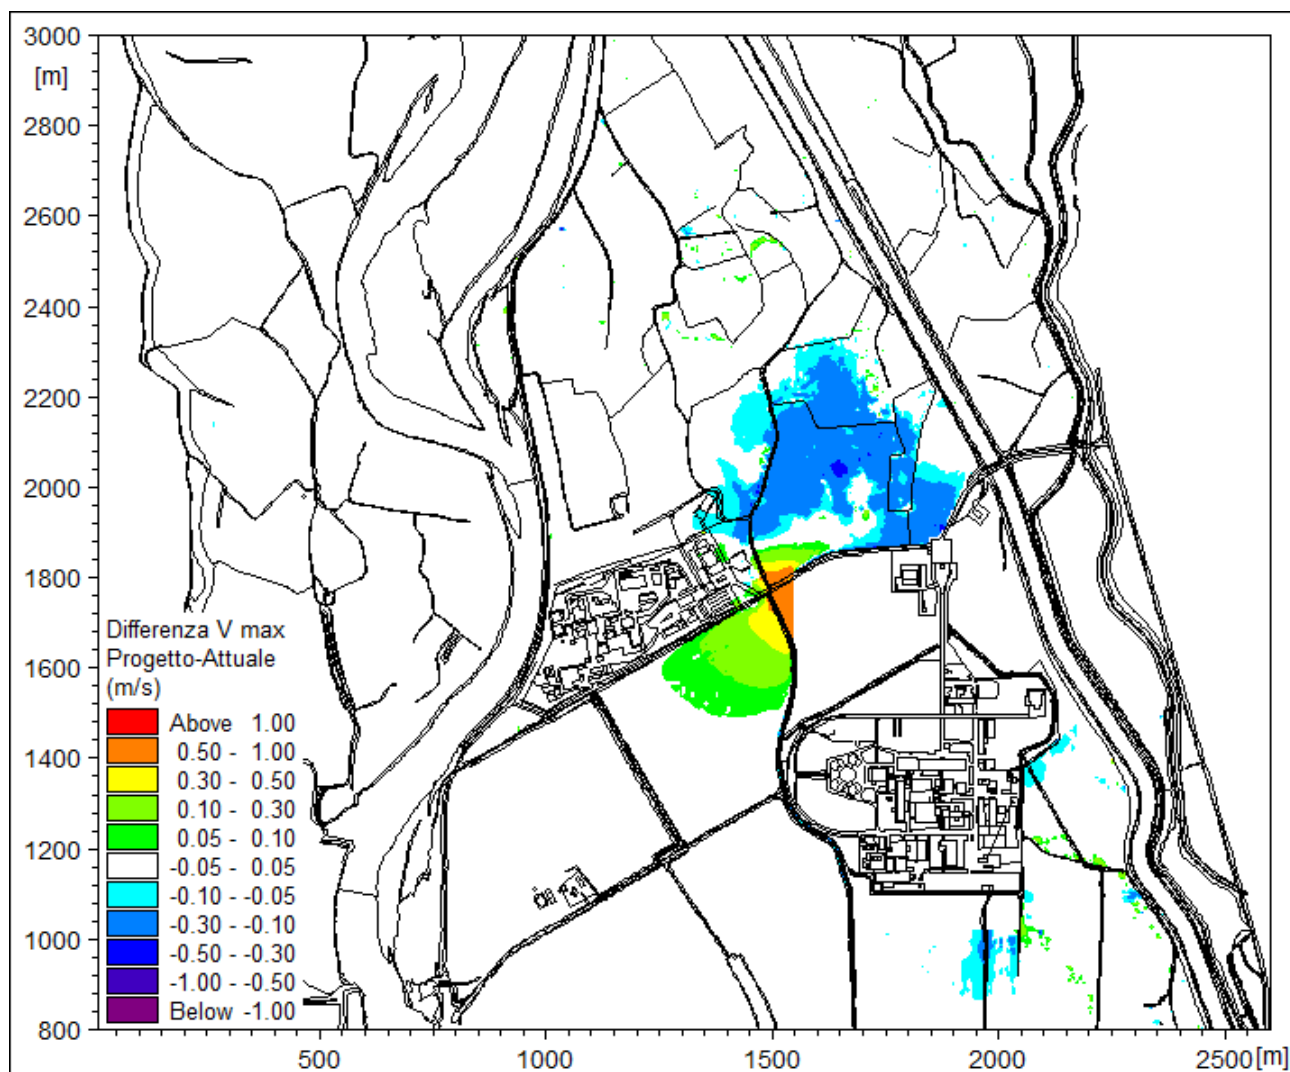 3000
[m]
2800
2600
2400
2200
2000
1800
1600
1400
1200
1000
800
Differenza V max
Progetto-Attuale
(m/s)
Above 1.00
0.50 - 1.00
0.30 - 0.50
0.10 - 0.30
0.05 - 0.10
-0.05 - 0.05
-0.10 - -0.05
-0.30 - -0.10
-0.50 - -0.30
-1.00 - -0.50
Below -1.00
500 1000 1500 2000 2500 [m]